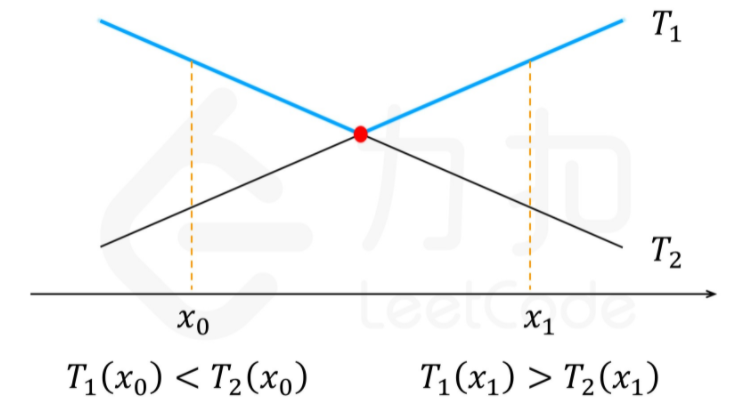 T₁
力扣
T₂
LeetCode
x₀ x₁
T₁(x₀) < T₂(x₀) T₁(x₁) > T₂(x₁)